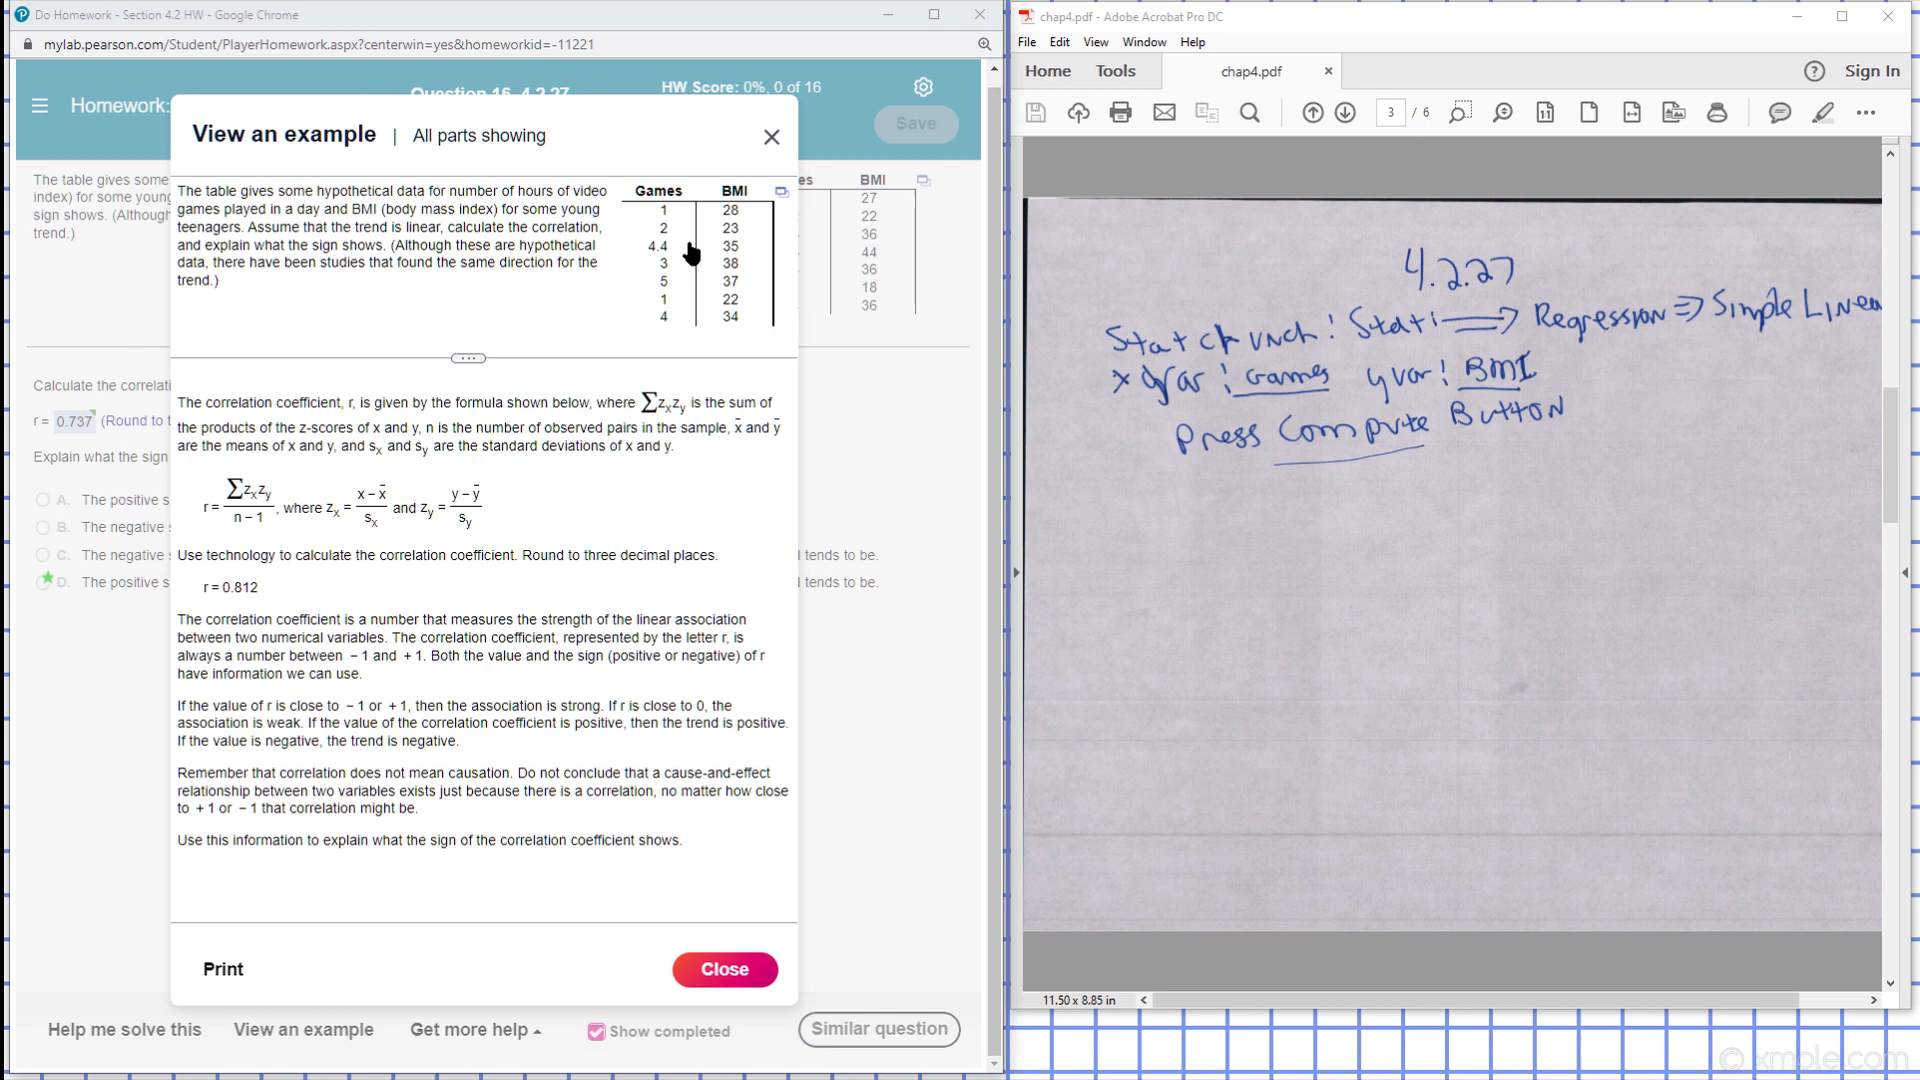 Do Homework - Section 4.2 HW - Google Chrome
mylab.pearson.com/Student/PlayerHomework.aspx?centerwin=yes&homeworkid=-11221
Homework:
Question 16, 4.2.27
HW Score: 0%, 0 of 16
Save
The table gives some
index) for some young
sign shows. (Although
trend.)
es BMI
27
22
36
44
36
18
36
Calculate the correlati
r = 0.737 (Round to t
Explain what the sign
A. The positive s
B. The negative s
C. The negative s tends to be.
D. The positive s tends to be.
View an example | All parts showing
The table gives some hypothetical data for number of hours of video
games played in a day and BMI (body mass index) for some young
teenagers. Assume that the trend is linear, calculate the correlation,
and explain what the sign shows. (Although these are hypothetical
data, there have been studies that found the same direction for the
trend.)
Games BMI
1 28
2 23
4.4 35
3 38
5 37
1 22
4 34
The correlation coefficient, r, is given by the formula shown below, where ∑zxzy is the sum of
the products of the z-scores of x and y, n is the number of observed pairs in the sample, x̄ and ȳ
are the means of x and y, and sx and sy are the standard deviations of x and y.
r = ∑zxzy / n − 1, where zx = x − x̄ / sx and zy = y − ȳ / sy
Use technology to calculate the correlation coefficient. Round to three decimal places.
r = 0.812
The correlation coefficient is a number that measures the strength of the linear association
between two numerical variables. The correlation coefficient, represented by the letter r, is
always a number between − 1 and + 1. Both the value and the sign (positive or negative) of r
have information we can use.
If the value of r is close to − 1 or + 1, then the association is strong. If r is close to 0, the
association is weak. If the value of the correlation coefficient is positive, then the trend is positive.
If the value is negative, the trend is negative.
Remember that correlation does not mean causation. Do not conclude that a cause-and-effect
relationship between two variables exists just because there is a correlation, no matter how close
to + 1 or − 1 that correlation might be.
Use this information to explain what the sign of the correlation coefficient shows.
Print
Close
Help me solve this View an example Get more help Show completed Similar question
chap4.pdf - Adobe Acrobat Pro DC
File Edit View Window Help
Home Tools chap4.pdf × Sign In
3 / 6
4.2.27
Statcrunch: Stat ⇒ Regression ⇒ Simple Linear
x var: Games y var: BMI
Press Compute Button
11.50 x 8.85 in
© xmple.com